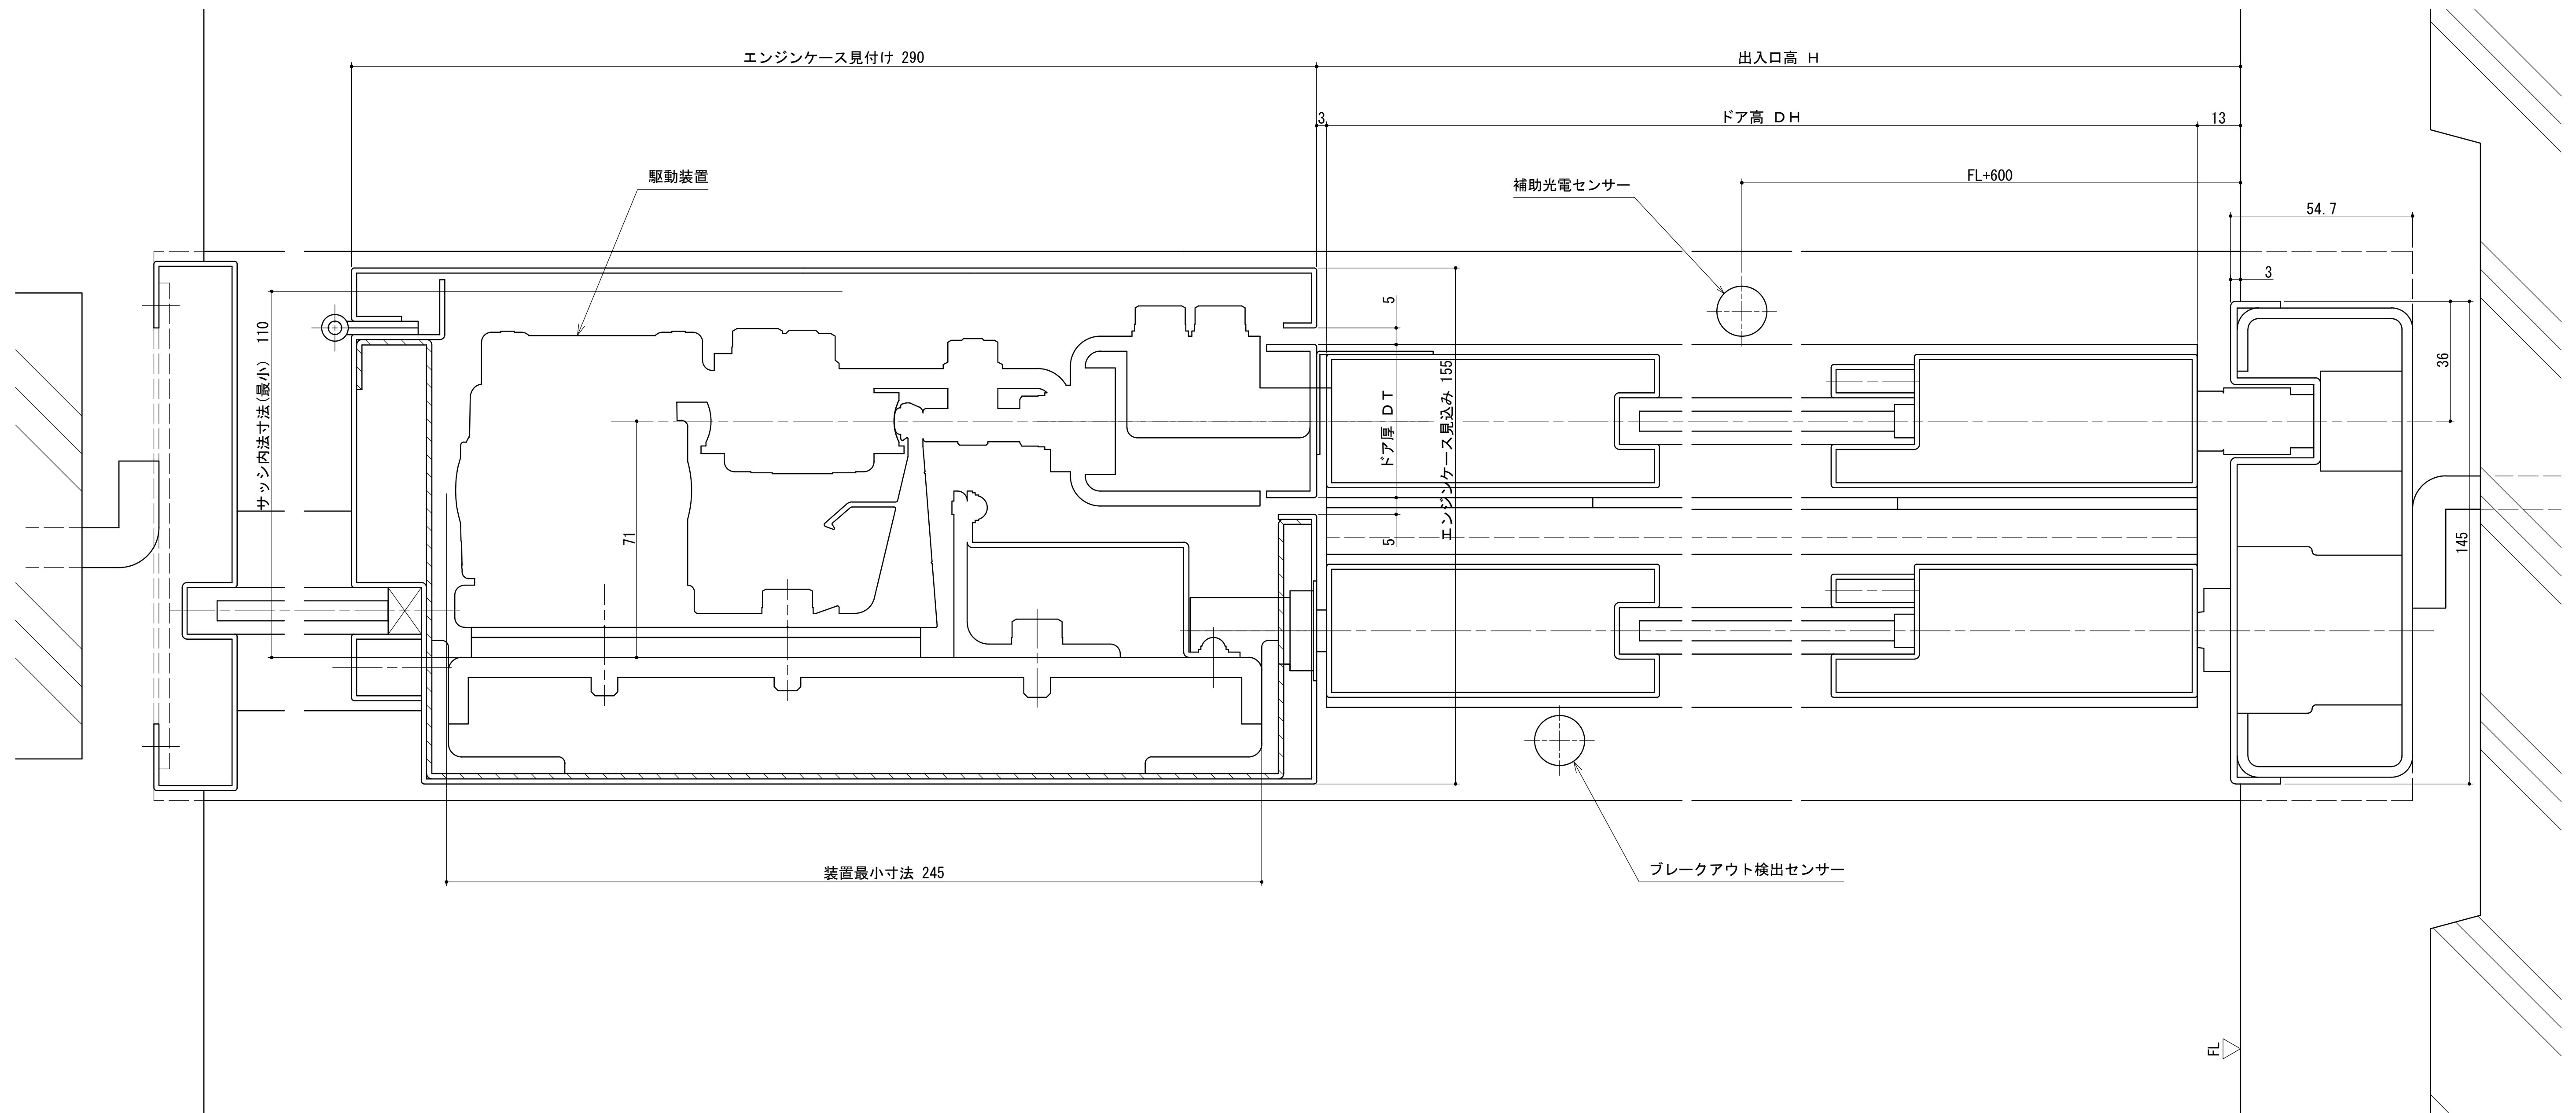 エンジンケース見付け 290
出入口高 H
3
ドア高 DH
13
駆動装置
補助光電センサー
FL+600
54.7
3
サッシ内法寸法(最小) 110
5
ドア厚 DT
エンジンケース見込み 155
5
71
36
145
装置最小寸法 245
ブレークアウト検出センサー
FL